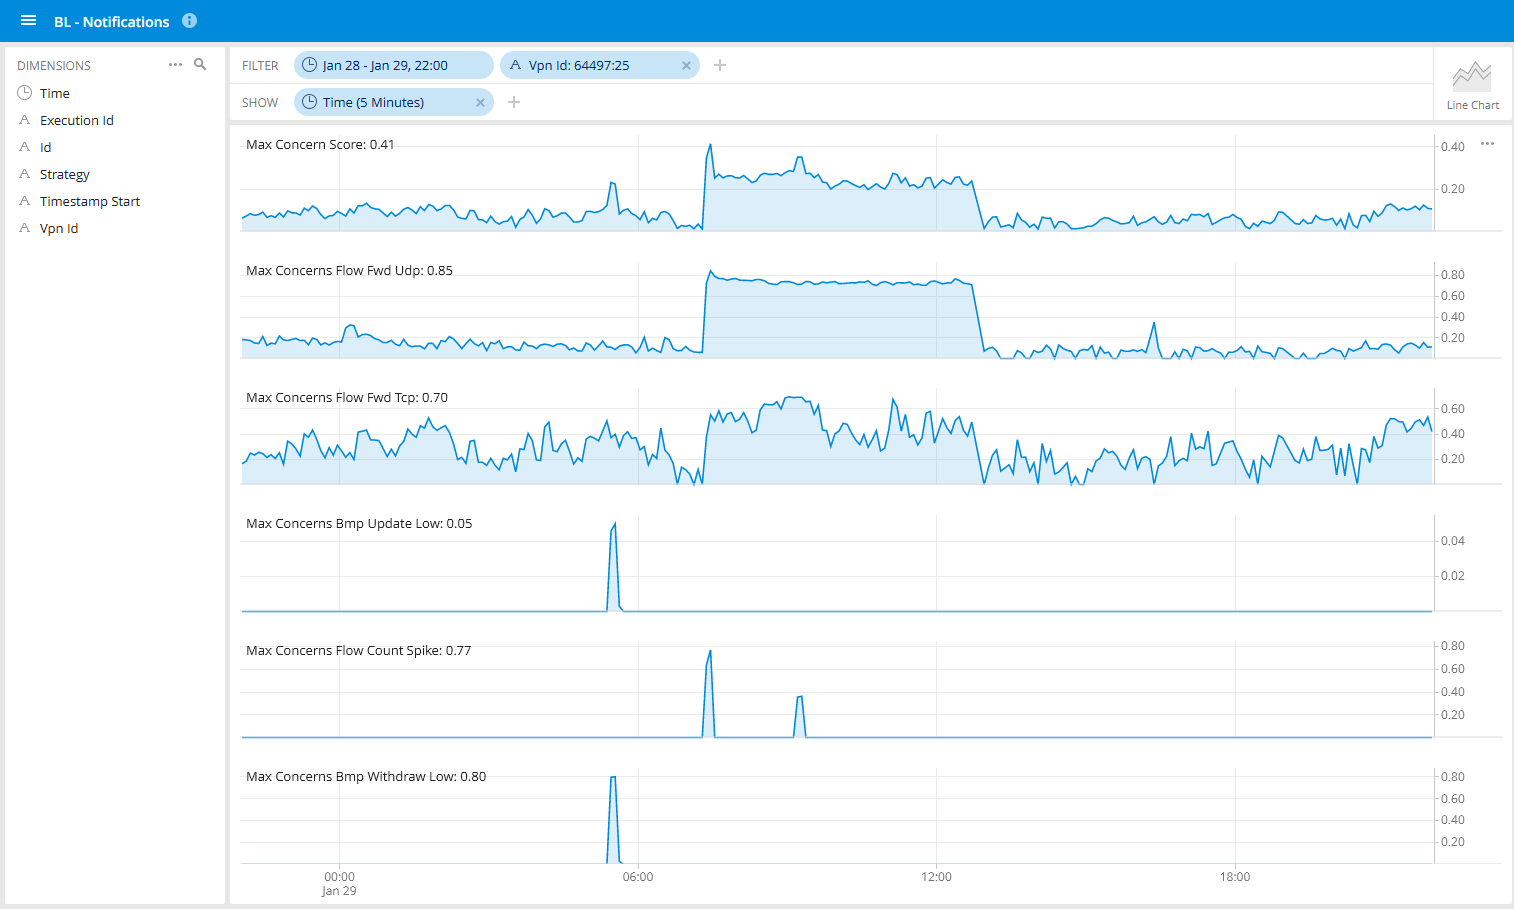 BL - Notifications
DIMENSIONS
Time
Execution Id
Id
Strategy
Timestamp Start
Vpn Id
FILTER
Jan 28 - Jan 29, 22:00
Vpn Id: 64497:25
SHOW
Time (5 Minutes)
Line Chart
Max Concern Score: 0.41
0.40
0.20
Max Concerns Flow Fwd Udp: 0.85
0.80
0.60
0.40
0.20
Max Concerns Flow Fwd Tcp: 0.70
0.60
0.40
0.20
Max Concerns Bmp Update Low: 0.05
0.04
0.02
Max Concerns Flow Count Spike: 0.77
0.80
0.60
0.40
0.20
Max Concerns Bmp Withdraw Low: 0.80
0.80
0.60
0.40
0.20
00:00 06:00 12:00 18:00
Jan 29